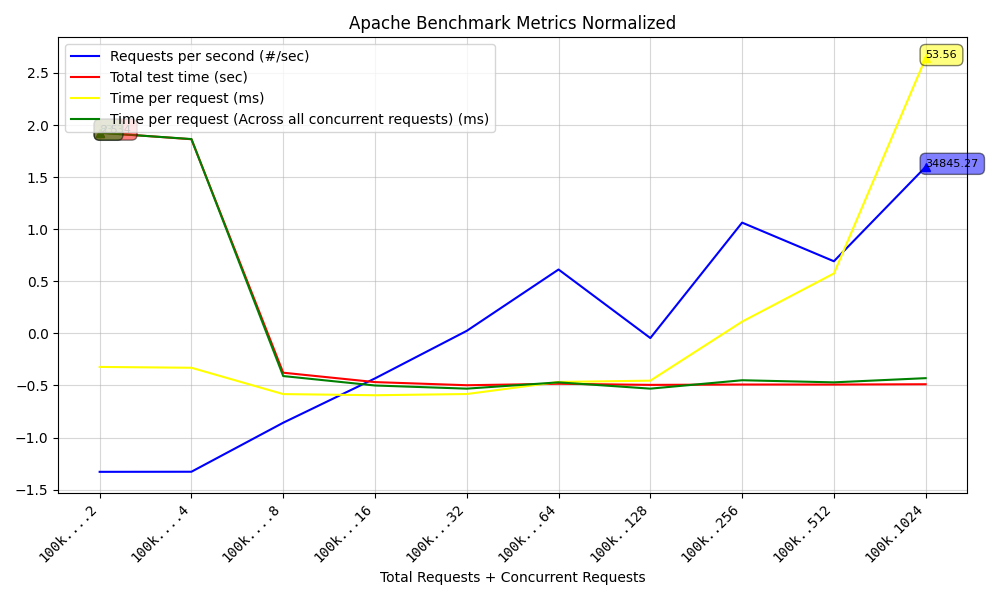 Apache Benchmark Metrics Normalized
Requests per second (#/sec)
Total test time (sec)
Time per request (ms)
Time per request (Across all concurrent requests) (ms)
53.56
34845.27
2.5
2.0
1.5
1.0
0.5
0.0
−0.5
−1.0
−1.5
100k....2
100k....4
100k....8
100k...16
100k...32
100k...64
100k..128
100k..256
100k..512
100k.1024
Total Requests + Concurrent Requests